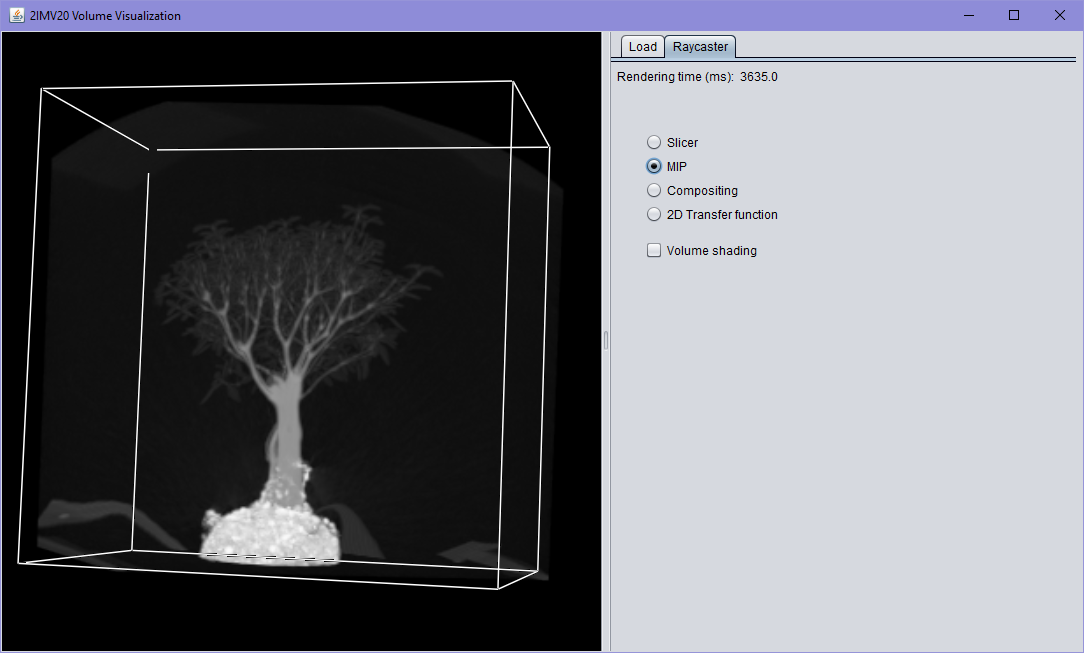 2IMV20 Volume Visualization
Load Raycaster
Rendering time (ms): 3635.0
Slicer
MIP
Compositing
2D Transfer function
Volume shading